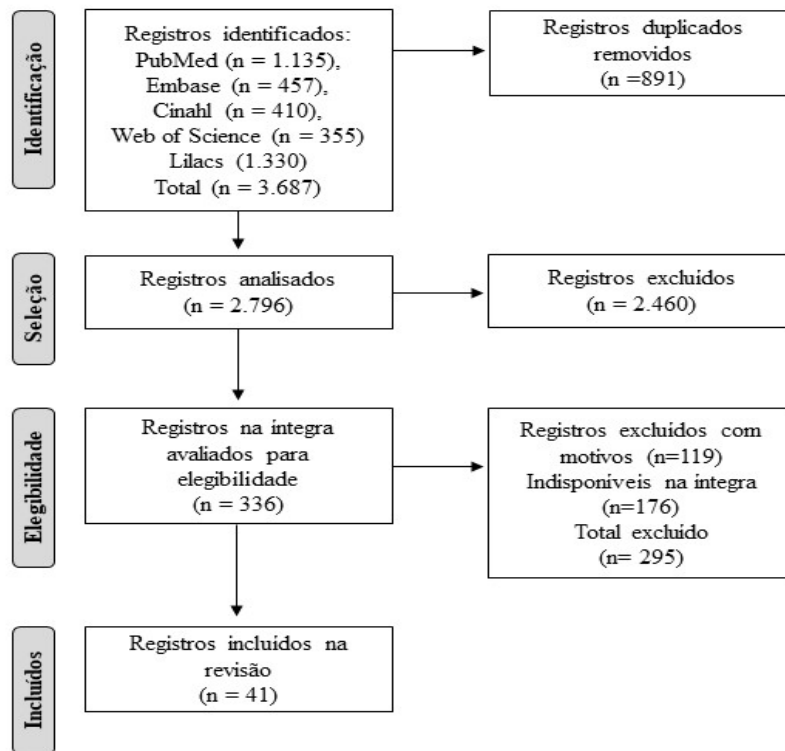 Identificação
Registros identificados:
PubMed (n = 1.135),
Embase (n = 457),
Cinahl (n = 410),
Web of Science (n = 355)
Lilacs (1.330)
Total (n = 3.687)
Registros duplicados
removidos
(n =891)
Seleção
Registros analisados
(n = 2.796)
Registros excluídos
(n = 2.460)
Elegibilidade
Registros na íntegra
avaliados para
elegibilidade
(n = 336)
Registros excluídos com
motivos (n=119)
Indisponíveis na íntegra
(n=176)
Total excluído
(n= 295)
Incluídos
Registros incluídos na
revisão
(n = 41)